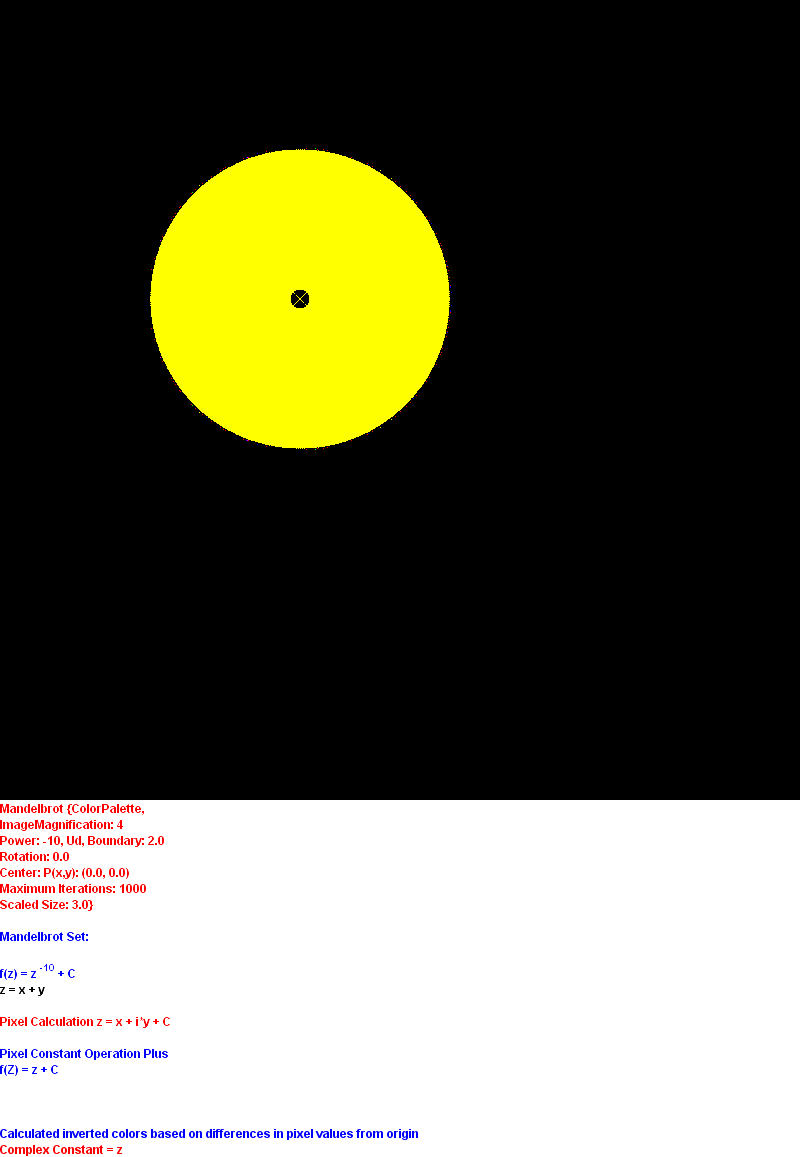 Mandelbrot {ColorPalette,
ImageMagnification: 4
Power: -10, Ud, Boundary: 2.0
Rotation: 0.0
Center: P(x,y): (0.0, 0.0)
Maximum Iterations: 1000
Scaled Size: 3.0}
Mandelbrot Set:
f(z) = z -10 + C
z = x + y
Pixel Calculation z = x + i*y + C
Pixel Constant Operation Plus
f(Z) = z + C
Calculated inverted colors based on differences in pixel values from origin
Complex Constant = z